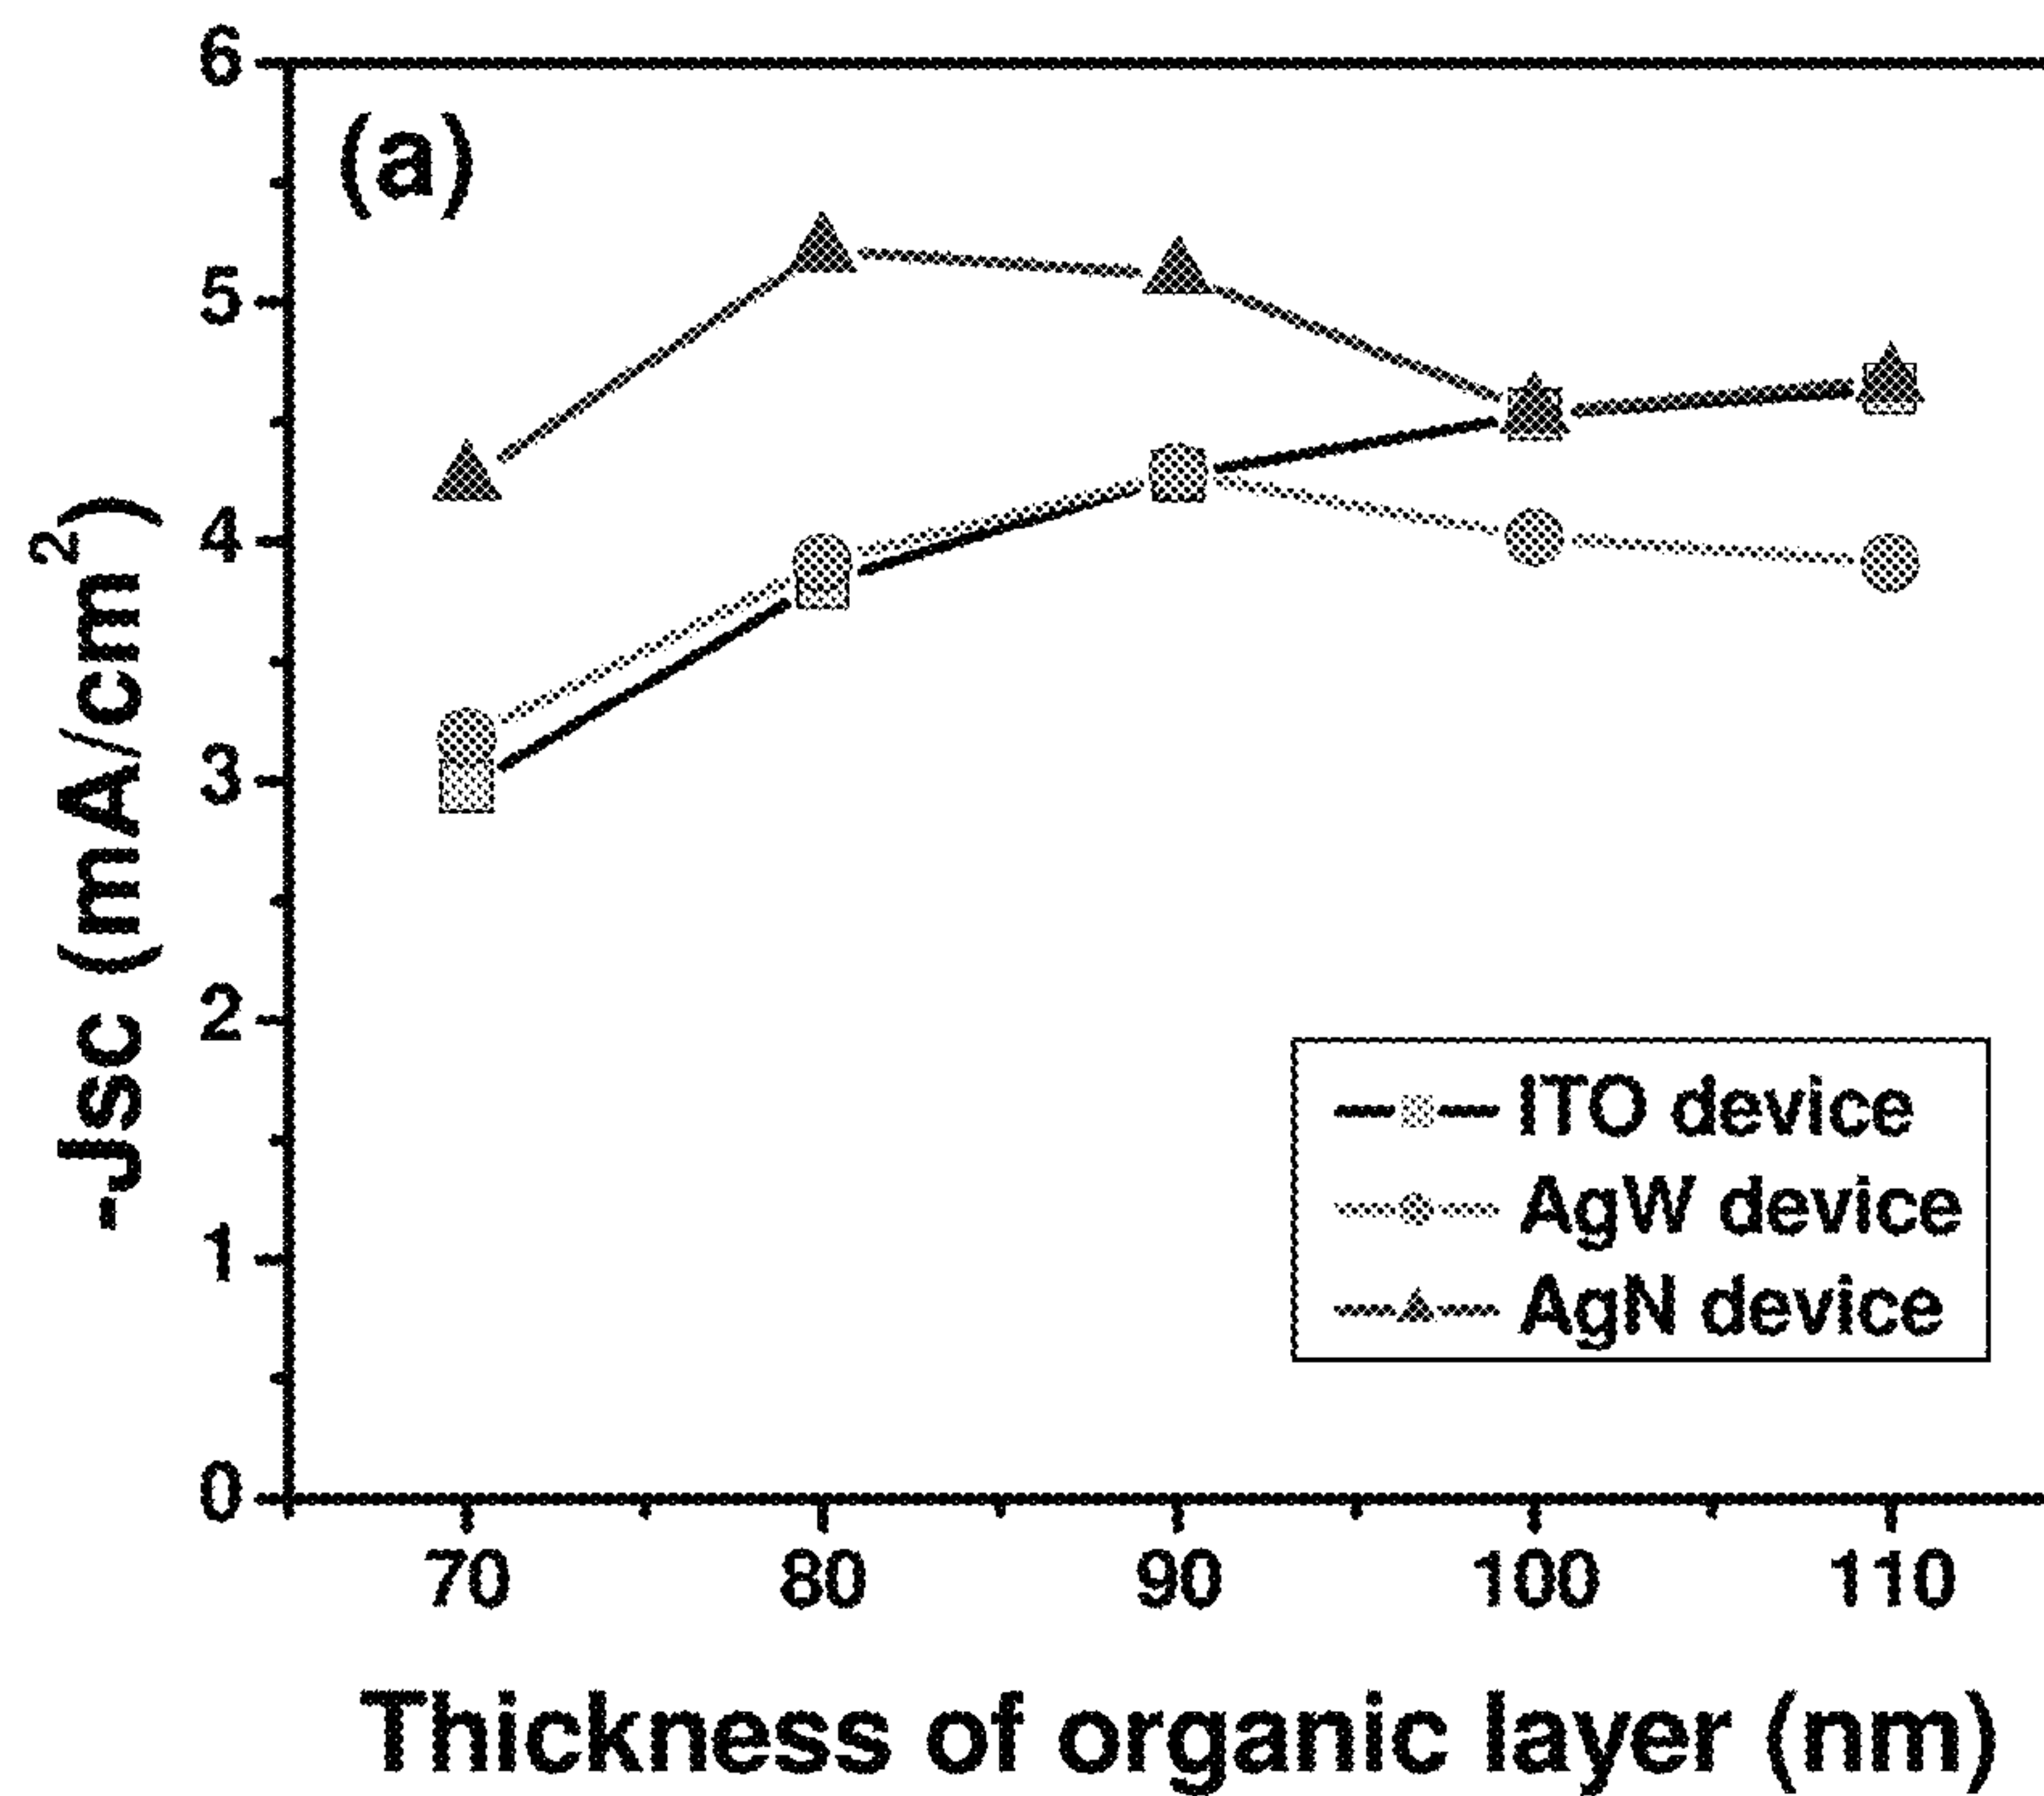 (a)
6
5
4
3
2
1
0
-Jsc (mA/cm²)
ITO device
AgW device
AgN device
70 80 90 100 110
Thickness of organic layer (nm)